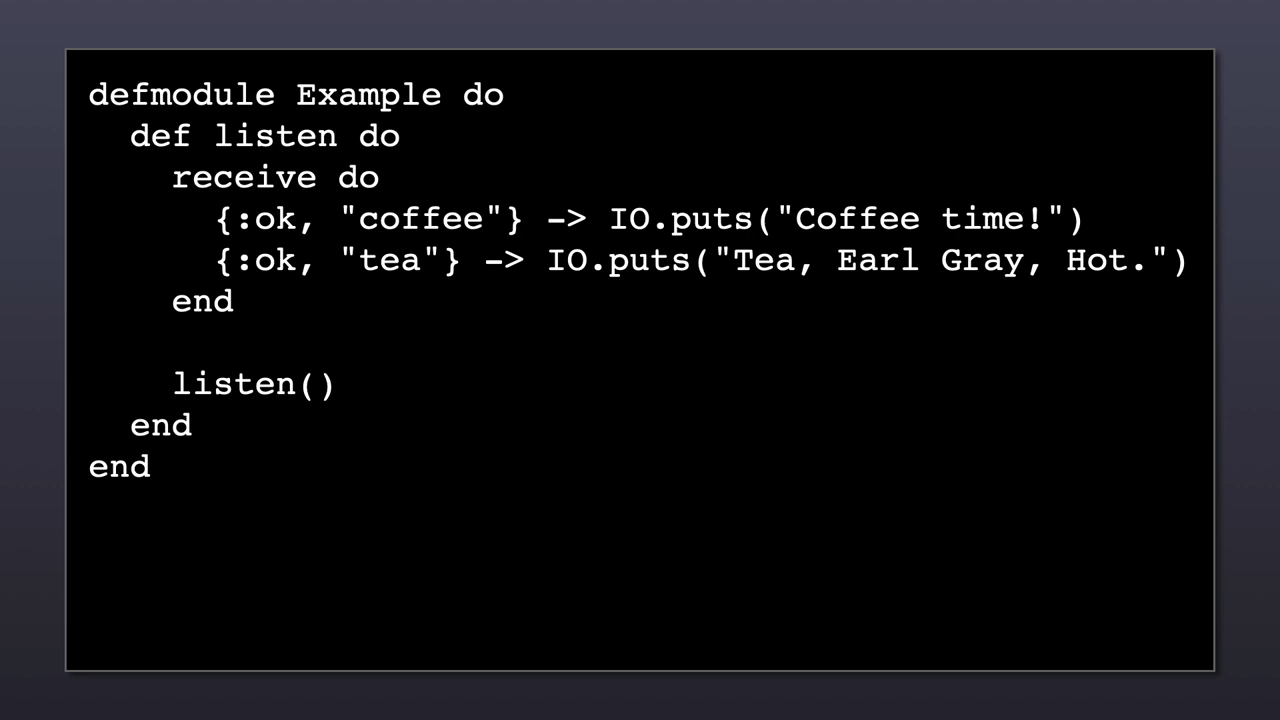 defmodule Example do
  def listen do
    receive do
      {:ok, "coffee"} -> IO.puts("Coffee time!")
      {:ok, "tea"} -> IO.puts("Tea, Earl Gray, Hot.")
    end

    listen()
  end
end